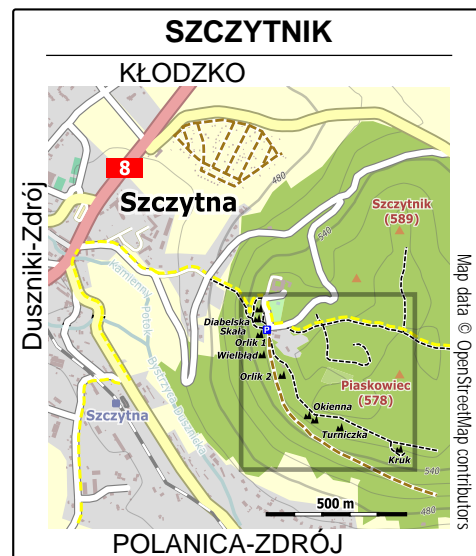 SZCZYTNIK
KŁODZKO
480
8
Szczytna
Szczytnik
(589)
540
Duszniki-Zdrój
Kamienny Potok
Bystrzyca Dusznicka
P
Diabelska
Skała
Orlik 1
Wielbłąd
Orlik 2
Piaskowiec
(578)
Szczytna
Okienna
Turniczka
Kruk
540
480
500 m
POLANICA-ZDRÓJ
Map data © OpenStreetMap contributors